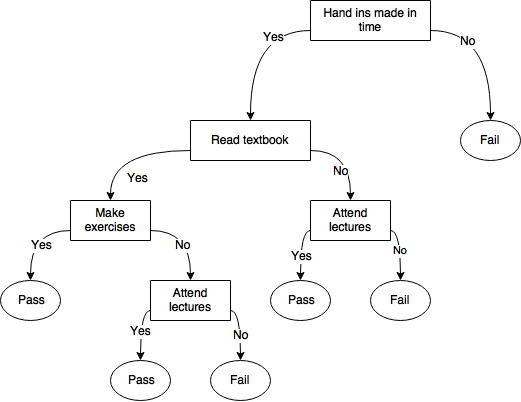 Hand ins made in
time
Yes
No
Read textbook
Fail
Yes
No
Make
exercises
Attend
lectures
Yes
No
Yes
No
Pass
Attend
lectures
Pass
Fail
Yes
No
Pass
Fail